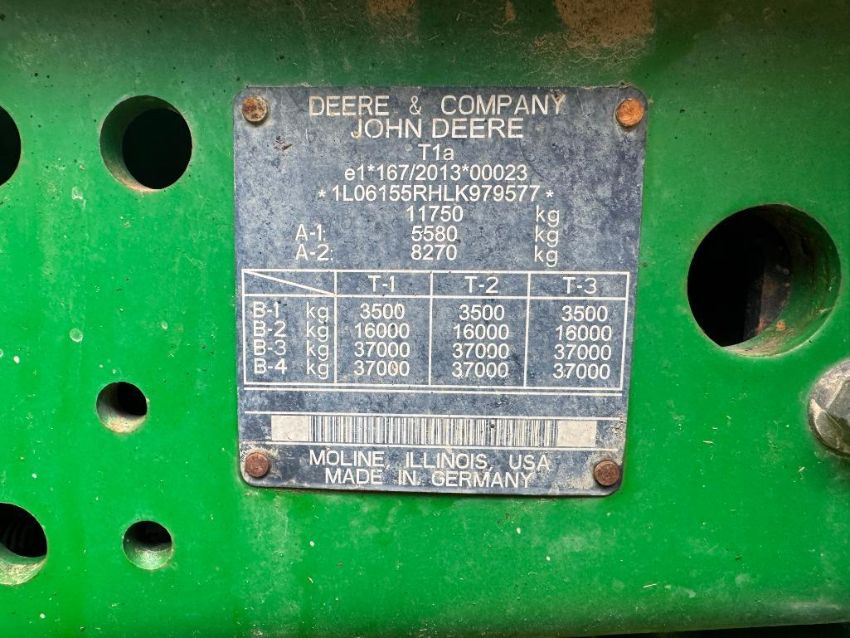 DEERE & COMPANY
JOHN DEERE
T1a
e1*167/2013*00023
*1L06155RHLK979577*
11750 kg
A-1: 5580 kg
A-2: 8270 kg
T-1 T-2 T-3
B-1 kg 3500 3500 3500
B-2 kg 16000 16000 16000
B-3 kg 37000 37000 37000
B-4 kg 37000 37000 37000
MOLINE, ILLINOIS, USA
MADE IN GERMANY